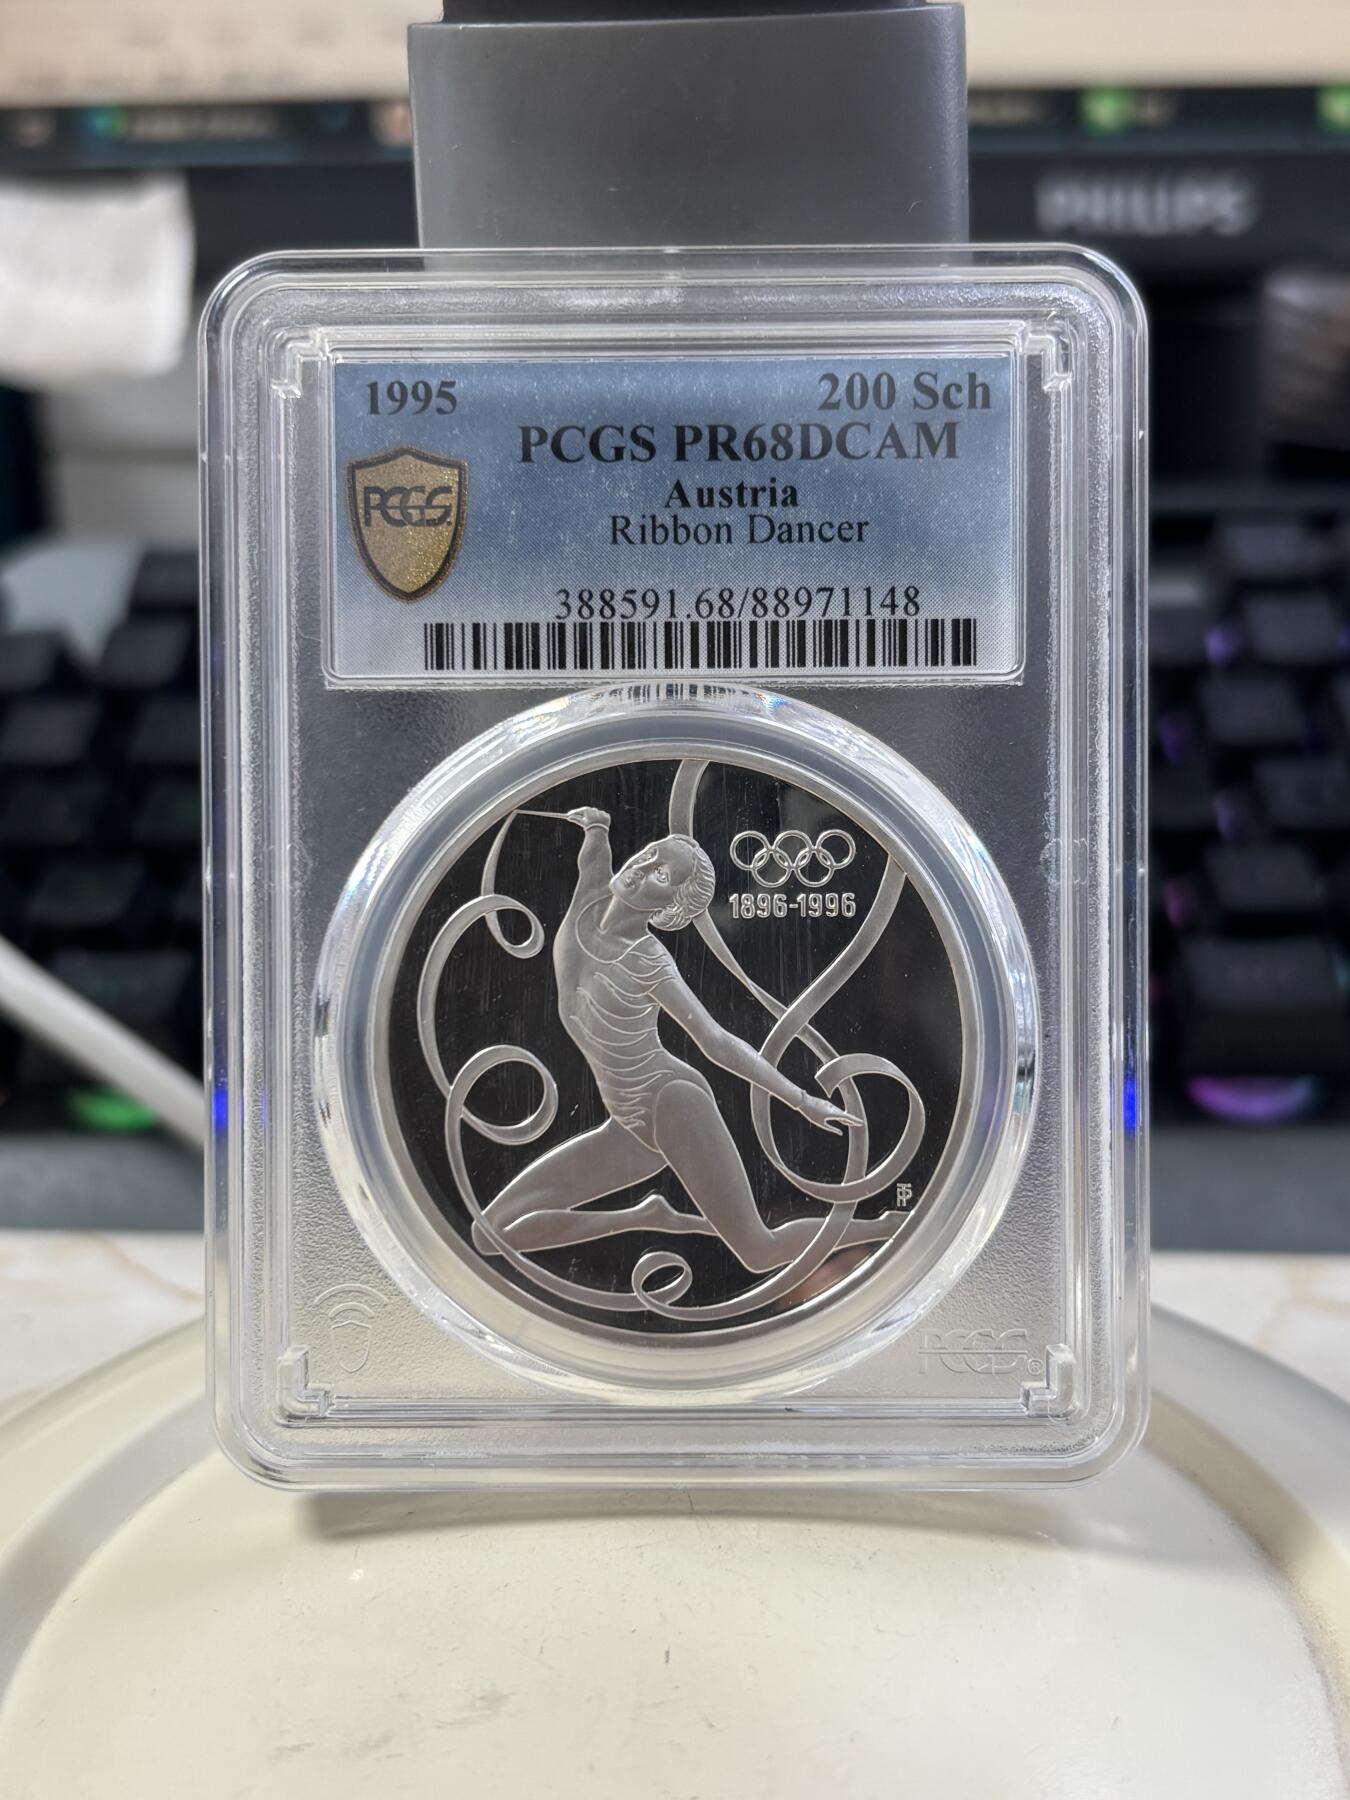 PHILIPS
1995 200 Sch
PCGS PR68DCAM
Austria
PCGS
Ribbon Dancer
388591.68/88971148
1896-1996
PCGS